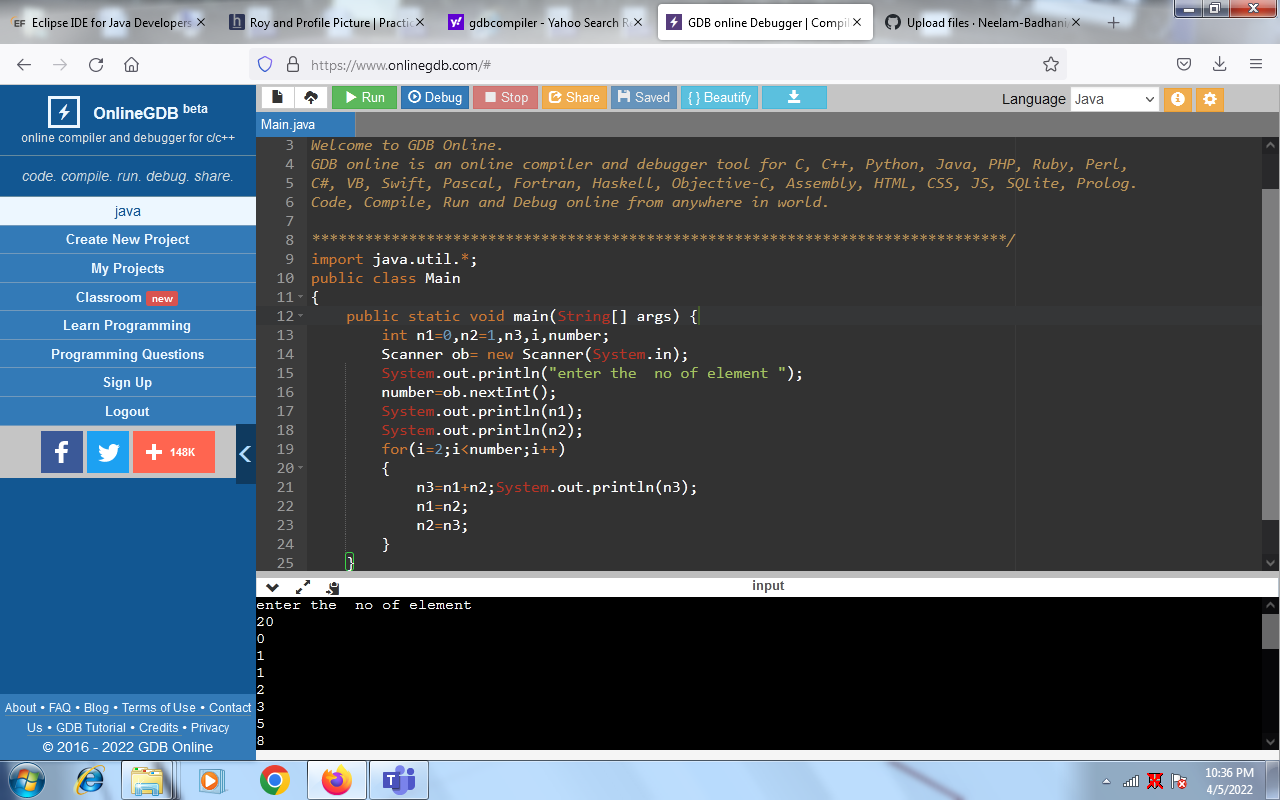 Eclipse IDE for Java Developers
Roy and Profile Picture | Practic
gdbcompiler - Yahoo Search R
GDB online Debugger | Compil
Upload files · Neelam-Badhani
https://www.onlinegdb.com/#
OnlineGDB beta
online compiler and debugger for c/c++
code. compile. run. debug. share.
java
Create New Project
My Projects
Classroom new
Learn Programming
Programming Questions
Sign Up
Logout
148K
About • FAQ • Blog • Terms of Use • Contact
Us • GDB Tutorial • Credits • Privacy
© 2016 - 2022 GDB Online
Run Debug Stop Share Saved { } Beautify
Language Java
Main.java
3 Welcome to GDB Online.
4 GDB online is an online compiler and debugger tool for C, C++, Python, Java, PHP, Ruby, Perl,
5 C#, VB, Swift, Pascal, Fortran, Haskell, Objective-C, Assembly, HTML, CSS, JS, SQLite, Prolog.
6 Code, Compile, Run and Debug online from anywhere in world.
7
8 *******************************************************************************/
9 import java.util.*;
10 public class Main
11 {
12 public static void main(String[] args) {
13 int n1=0,n2=1,n3,i,number;
14 Scanner ob= new Scanner(System.in);
15 System.out.println("enter the  no of element ");
16 number=ob.nextInt();
17 System.out.println(n1);
18 System.out.println(n2);
19 for(i=2;i<number;i++)
20 {
21 n3=n1+n2;System.out.println(n3);
22 n1=n2;
23 n2=n3;
24 }
25 }
input
enter the  no of element
20
0
1
1
2
3
5
8
10:36 PM
4/5/2022